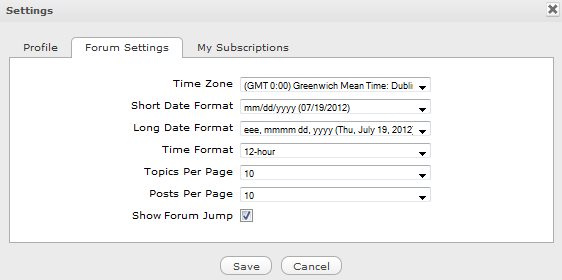 Settings
Profile Forum Settings My Subscriptions
Time Zone (GMT 0:00) Greenwich Mean Time: Dubli
Short Date Format mm/dd/yyyy (07/19/2012)
Long Date Format eee, mmmm dd, yyyy (Thu, July 19, 2012)
Time Format 12-hour
Topics Per Page 10
Posts Per Page 10
Show Forum Jump
Save Cancel